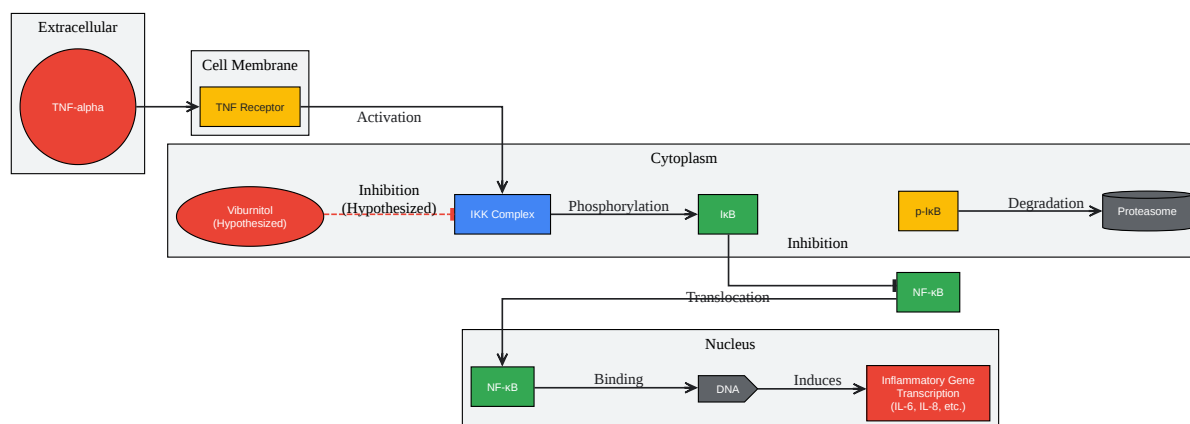 Extracellular
TNF-alpha
Cell Membrane
TNF Receptor
Activation
Cytoplasm
Viburnitol
(Hypothesized)
Inhibition
(Hypothesized)
IKK Complex
Phosphorylation
IκB
p-IκB
Degradation
Proteasome
Inhibition
NF-κB
Translocation
Nucleus
NF-κB
Binding
DNA
Induces
Inflammatory Gene
Transcription
(IL-6, IL-8, etc.)